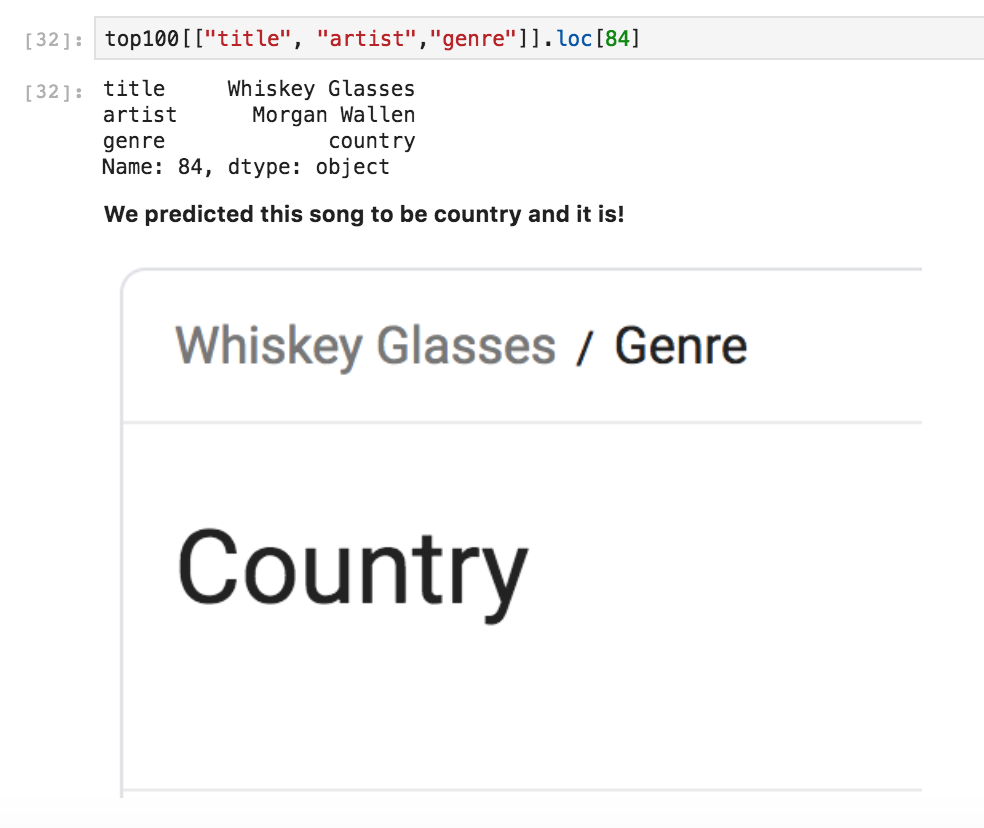 [32]: top100[["title", "artist","genre"]].loc[84]
[32]: title Whiskey Glasses
artist Morgan Wallen
genre country
Name: 84, dtype: object
We predicted this song to be country and it is!
Whiskey Glasses / Genre
Country